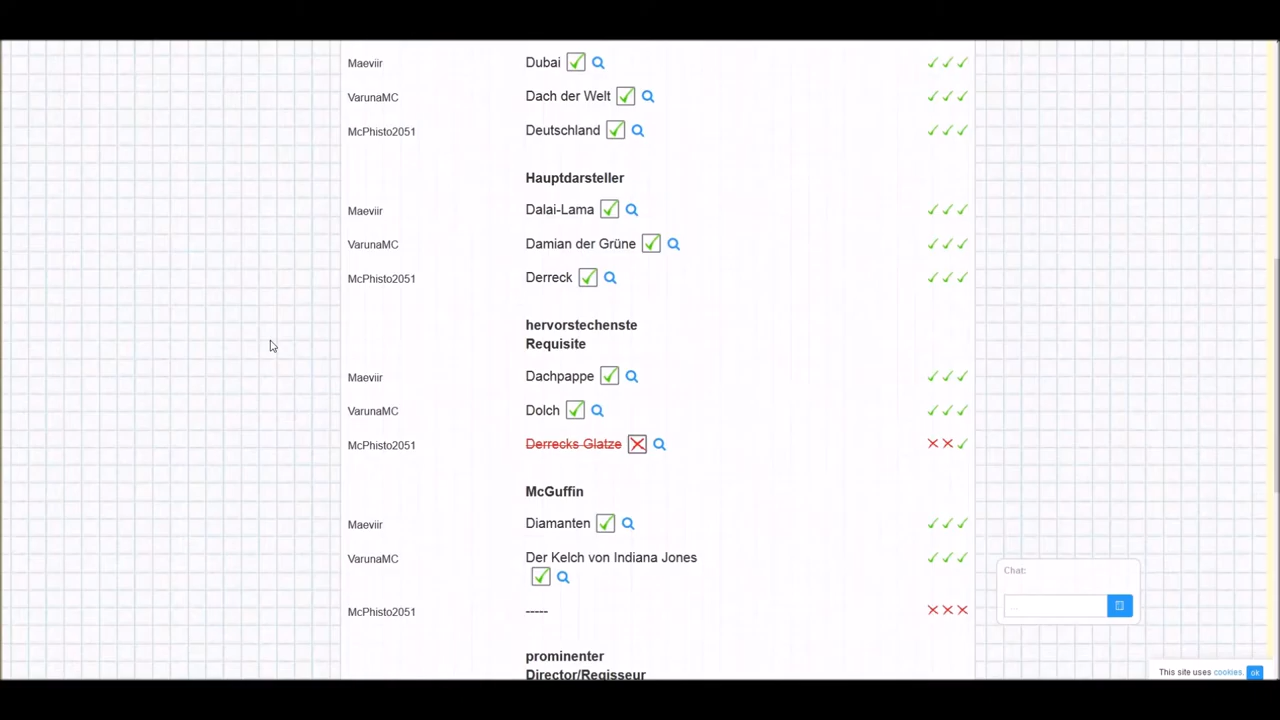 Maeviir Dubai
VarunaMC Dach der Welt
McPhisto2051 Deutschland
Hauptdarsteller
Maeviir Dalai-Lama
VarunaMC Damian der Grüne
McPhisto2051 Derreck
hervorstechenste
Requisite
Maeviir Dachpappe
VarunaMC Dolch
McPhisto2051 Derrecks Glatze
McGuffin
Maeviir Diamanten
VarunaMC Der Kelch von Indiana Jones
McPhisto2051 -----
prominenter
Director/Regisseur
Chat:
...
This site uses cookies. ok